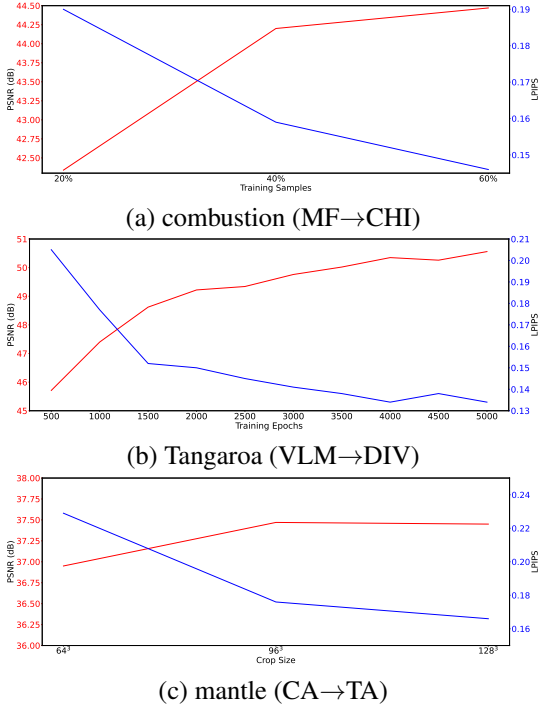 44.50
44.25
44.00
43.75
43.50
43.25
43.00
42.75
42.50
PSNR (dB)
0.19
0.18
0.17
0.16
0.15
LPIPS
20% 40% 60%
Training Samples
(a) combustion (MF→CHI)
51
50
49
48
47
46
45
PSNR (dB)
0.21
0.20
0.19
0.18
0.17
0.16
0.15
0.14
0.13
LPIPS
500 1000 1500 2000 2500 3000 3500 4000 4500 5000
Training Epochs
(b) Tangaroa (VLM→DIV)
38.00
37.75
37.50
37.25
37.00
36.75
36.50
36.25
36.00
PSNR (dB)
0.24
0.22
0.20
0.18
0.16
LPIPS
64³ 96³ 128³
Crop Size
(c) mantle (CA→TA)